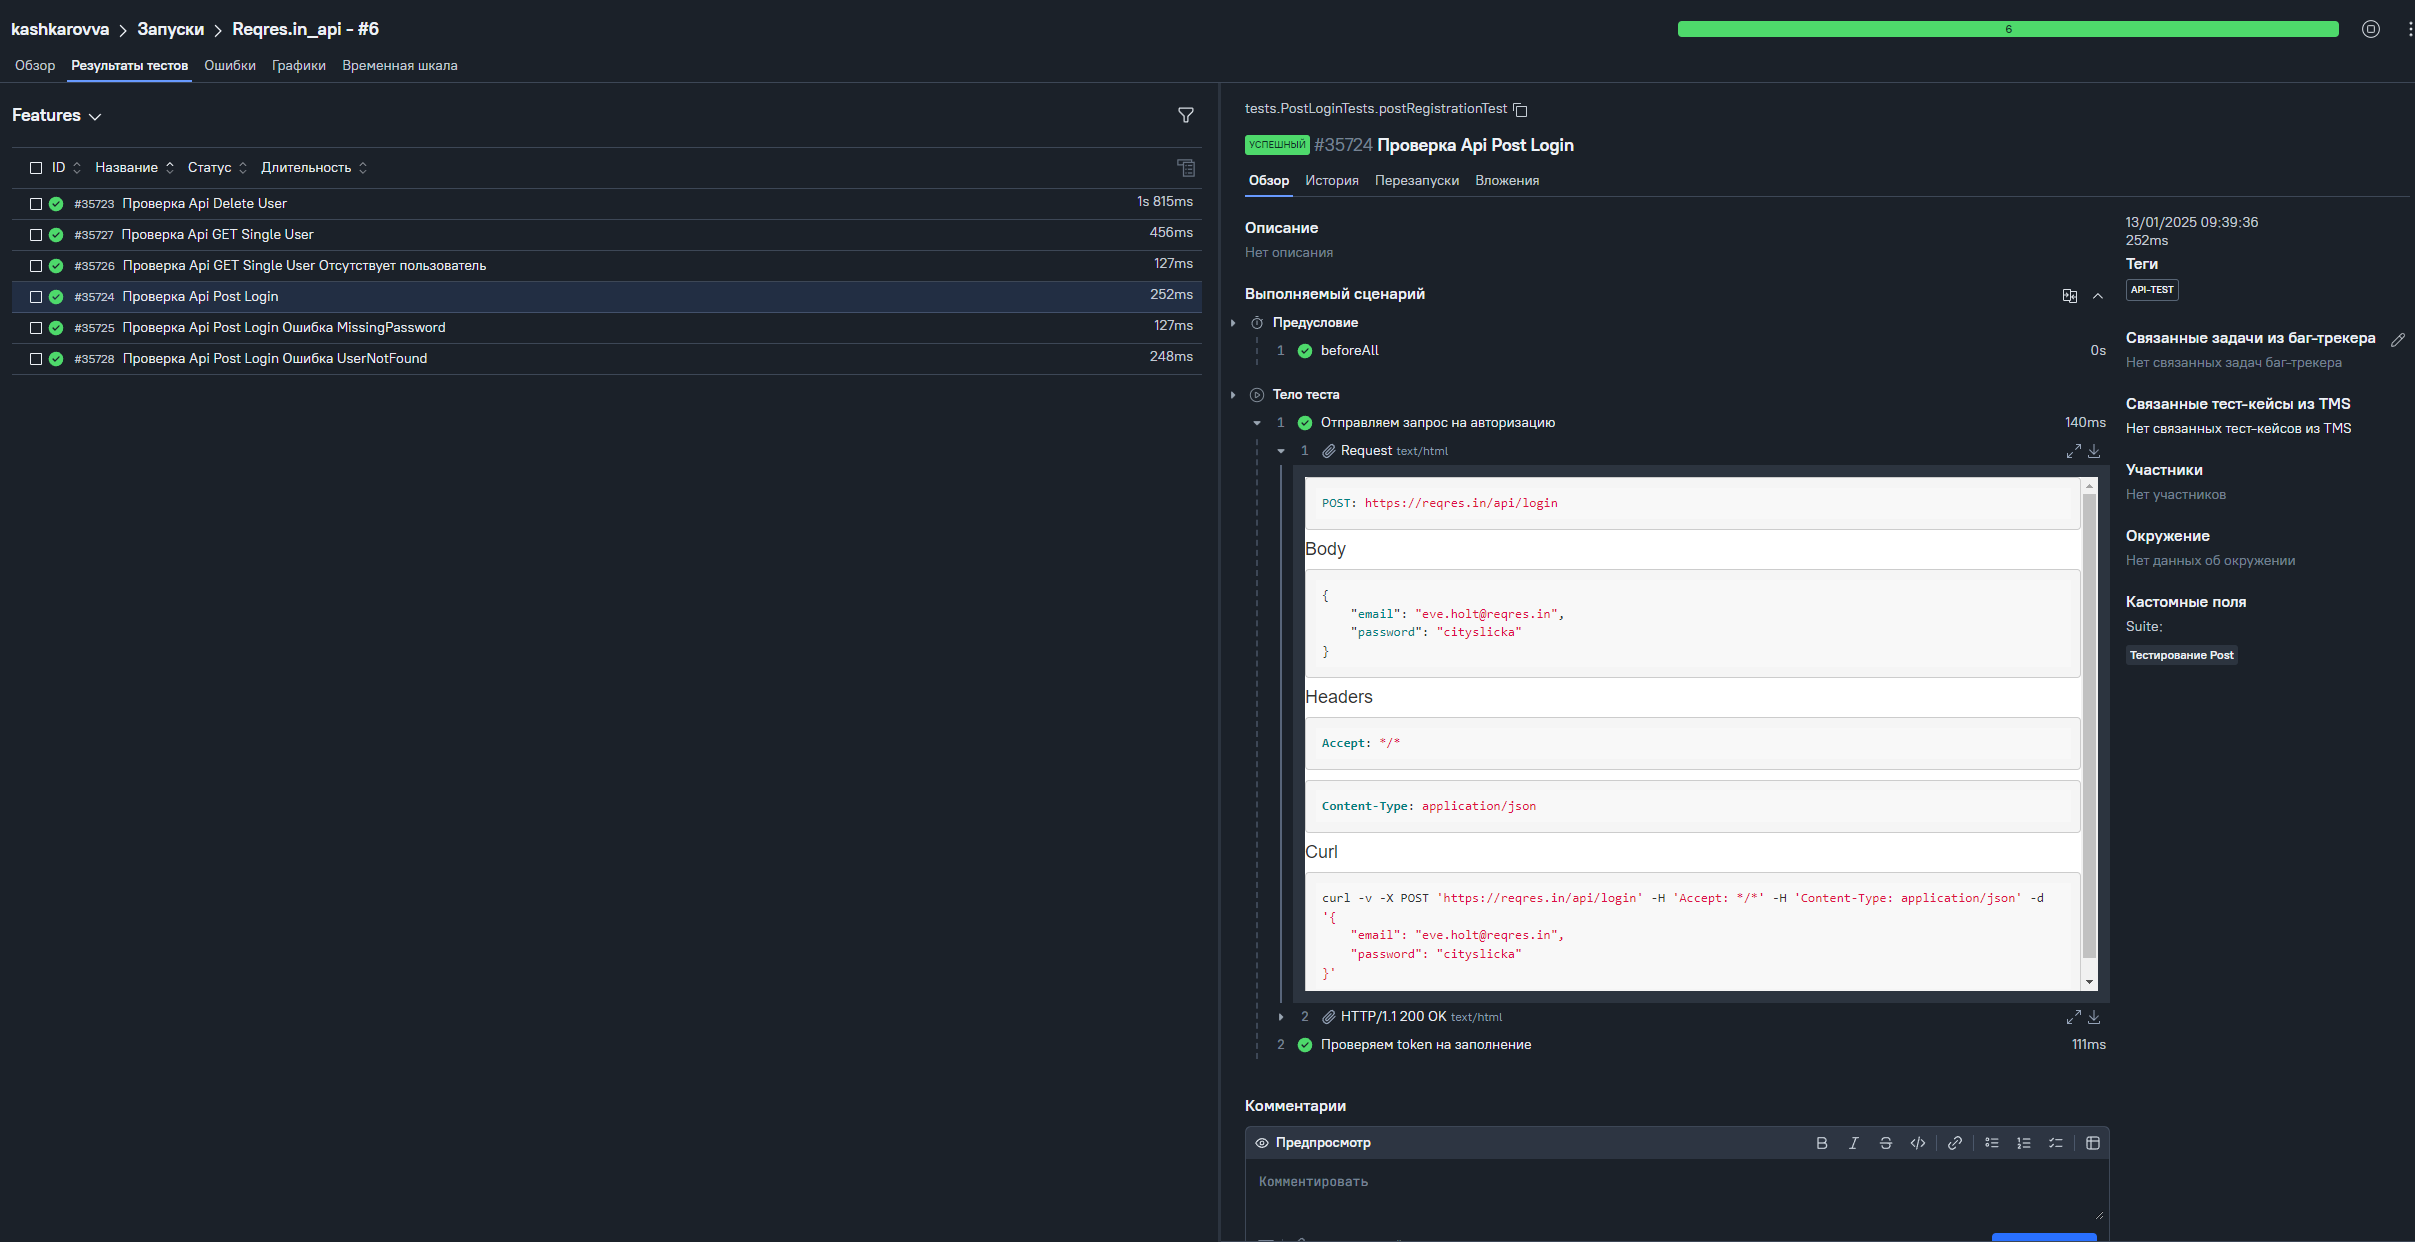 kashkarovva > Запуски > Reqres.in_api - #6
6
Обзор Результаты тестов Ошибки Графики Временная шкала
Features
ID Название Статус Длительность
#35723 Проверка Api Delete User 1s 815ms
#35727 Проверка Api GET Single User 456ms
#35726 Проверка Api GET Single User Отсутствует пользователь 127ms
#35724 Проверка Api Post Login 252ms
#35725 Проверка Api Post Login Ошибка MissingPassword 127ms
#35728 Проверка Api Post Login Ошибка UserNotFound 248ms
tests.PostLoginTests.postRegistrationTest
УСПЕШНЫЙ #35724 Проверка Api Post Login
Обзор История Перезапуски Вложения
Описание
Нет описания
Выполняемый сценарий
Предусловие
1 beforeAll 0s
Тело теста
1 Отправляем запрос на авторизацию 140ms
1 Request text/html
POST: https://reqres.in/api/login
Body
{
"email": "eve.holt@reqres.in",
"password": "cityslicka"
}
Headers
Accept: */*
Content-Type: application/json
Curl
curl -v -X POST 'https://reqres.in/api/login' -H 'Accept: */*' -H 'Content-Type: application/json' -d
'{
"email": "eve.holt@reqres.in",
"password": "cityslicka"
}'
2 HTTP/1.1 200 OK text/html
2 Проверяем token на заполнение 111ms
Комментарии
Предпросмотр
Комментировать
13/01/2025 09:39:36
252ms
Теги
API-TEST
Связанные задачи из баг-трекера
Нет связанных задач баг-трекера
Связанные тест-кейсы из TMS
Нет связанных тест-кейсов из TMS
Участники
Нет участников
Окружение
Нет данных об окружении
Кастомные поля
Suite:
Тестирование Post